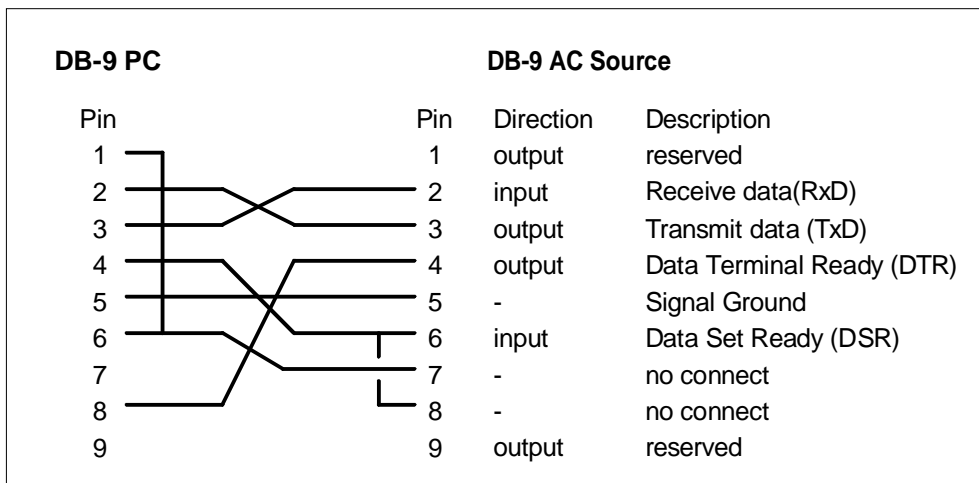 DB-9 PC DB-9 AC Source
Pin Pin Direction Description
1 1 output reserved
2 2 input Receive data(RxD)
3 3 output Transmit data (TxD)
4 4 output Data Terminal Ready (DTR)
5 5 - Signal Ground
6 6 input Data Set Ready (DSR)
7 7 - no connect
8 8 - no connect
9 9 output reserved